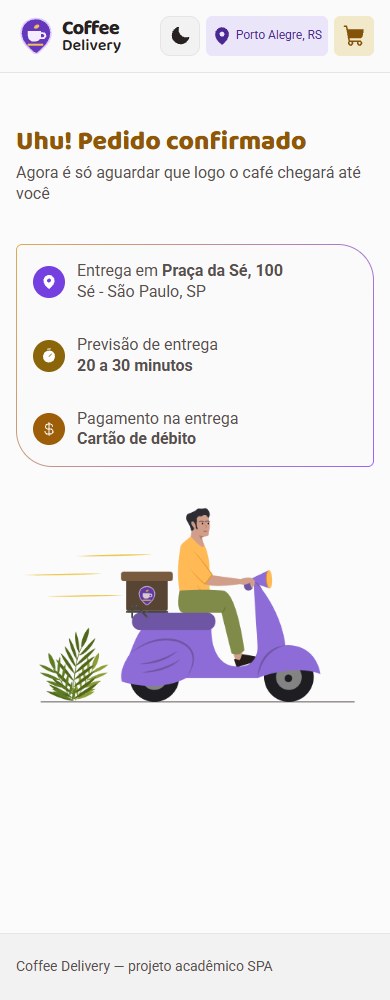 Coffee
Delivery
Porto Alegre, RS
Uhu! Pedido confirmado
Agora é só aguardar que logo o café chegará até
você
Entrega em Praça da Sé, 100
Sé - São Paulo, SP
Previsão de entrega
20 a 30 minutos
Pagamento na entrega
Cartão de débito
Coffee Delivery — projeto acadêmico SPA